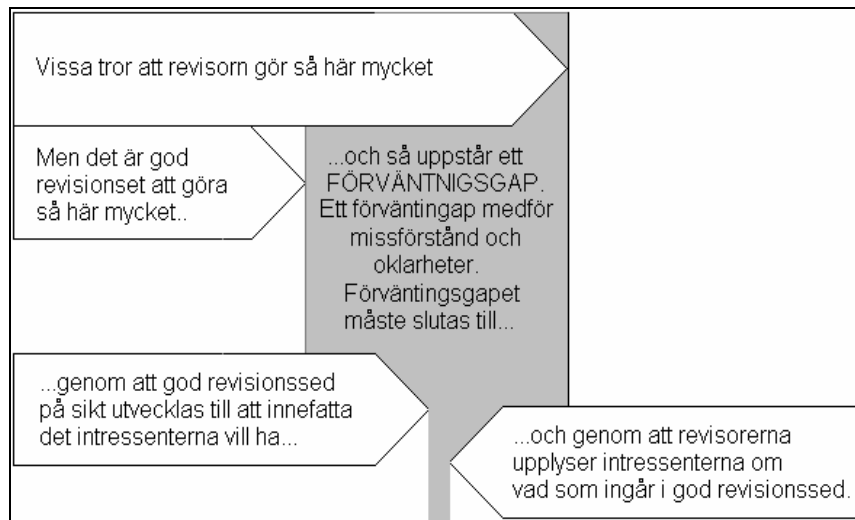 Vissa tror att revisorn gör så här mycket
Men det är god
revisionset att göra
så här mycket..
...och så uppstår ett
FÖRVÄNTNIGSGAP.
Ett förväntingap medför
missförstånd och
oklarheter.
Förväntingsgapet
måste slutas till...
...genom att god revisionssed
på sikt utvecklas till att innefatta
det intressenterna vill ha...
...och genom att revisorerna
upplyser intressenterna om
vad som ingår i god revisionssed.